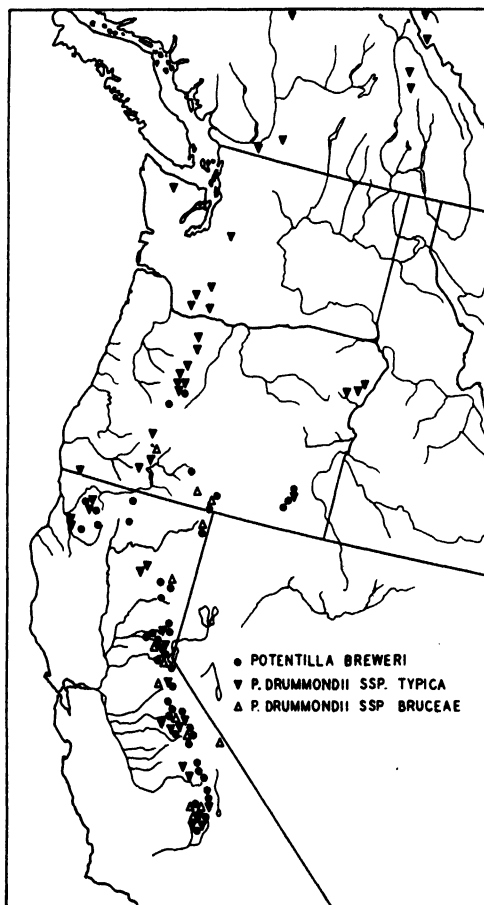 ● POTENTILLA BREWERI
▼ P. DRUMMONDII SSP. TYPICA
△ P. DRUMMONDII SSP BRUCEAE